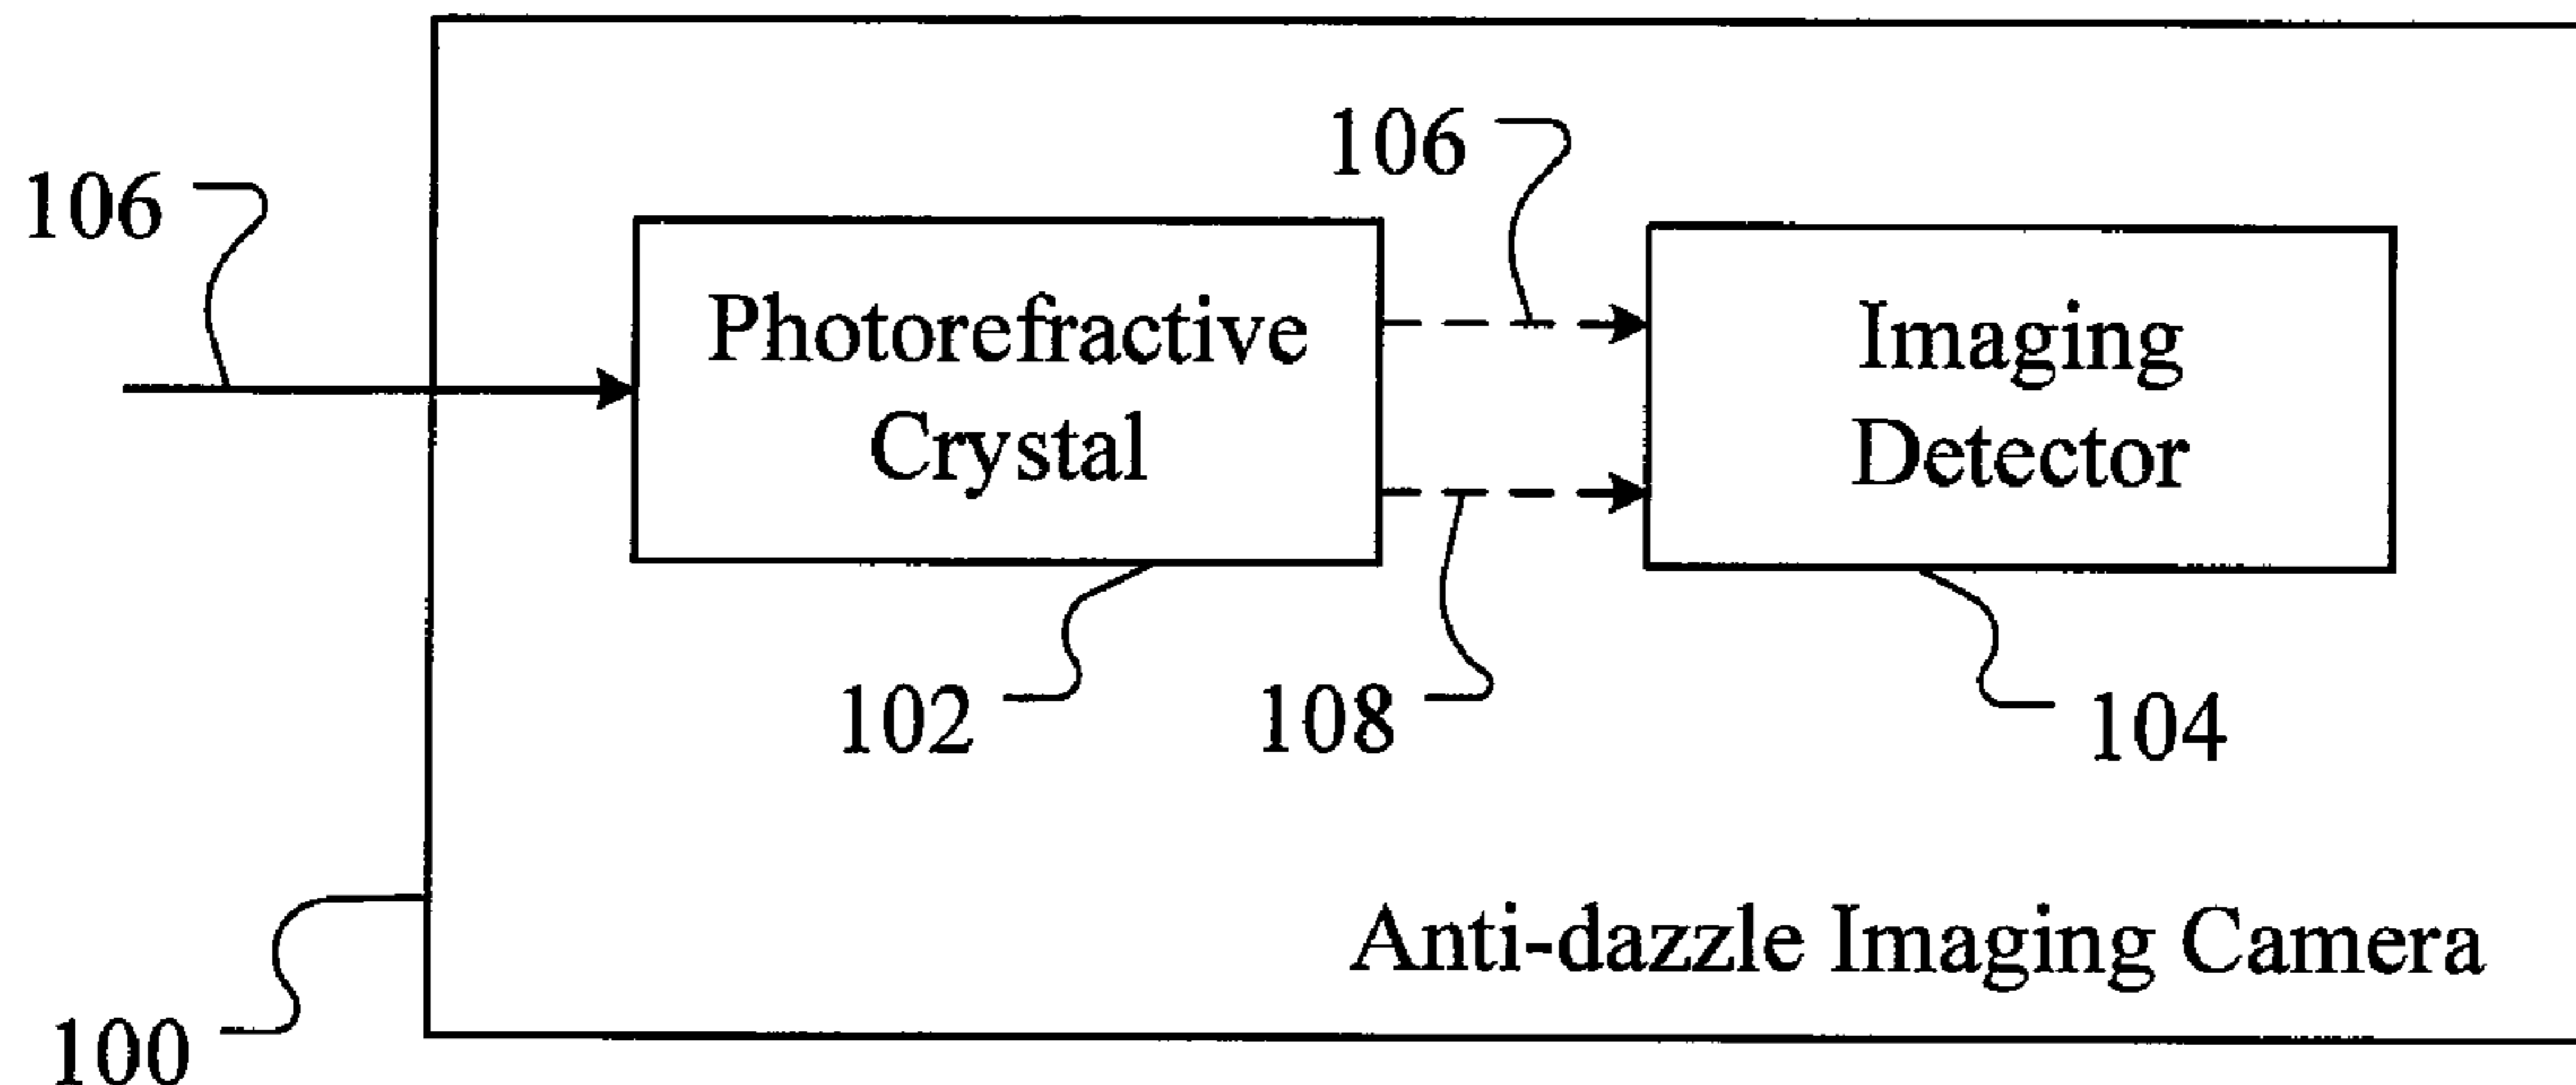 106
106
Photorefractive
Crystal
Imaging
Detector
102
108
104
Anti-dazzle Imaging Camera
100